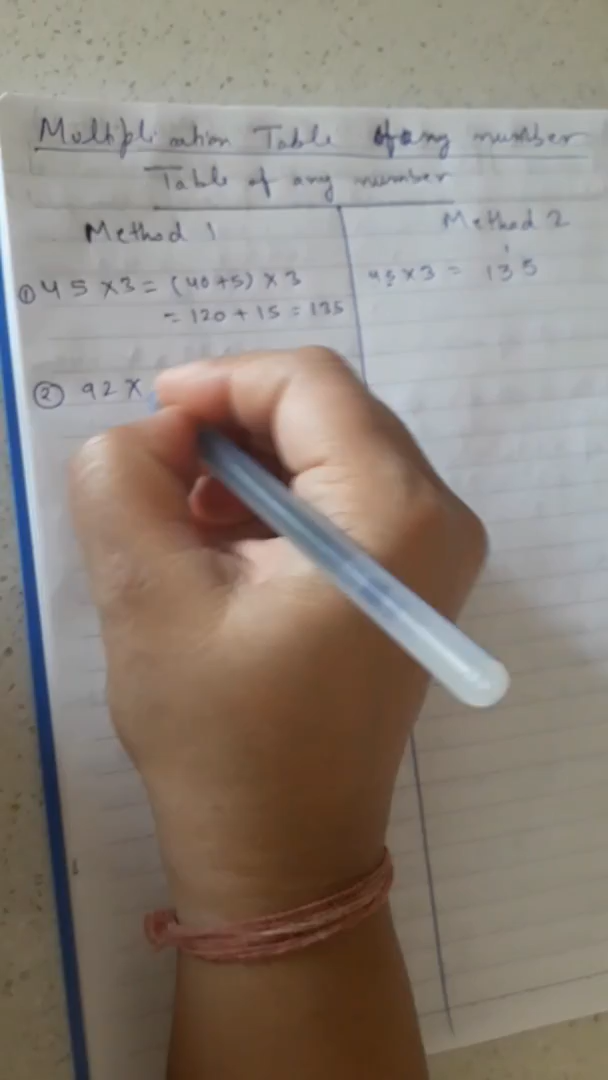 Multiplication Table of any number
Table of any number
Method 1
① 45 × 3 = (40+5) × 3
= 120 + 15 = 135
② 92 ×
Method 2
45 × 3 = 13¹5